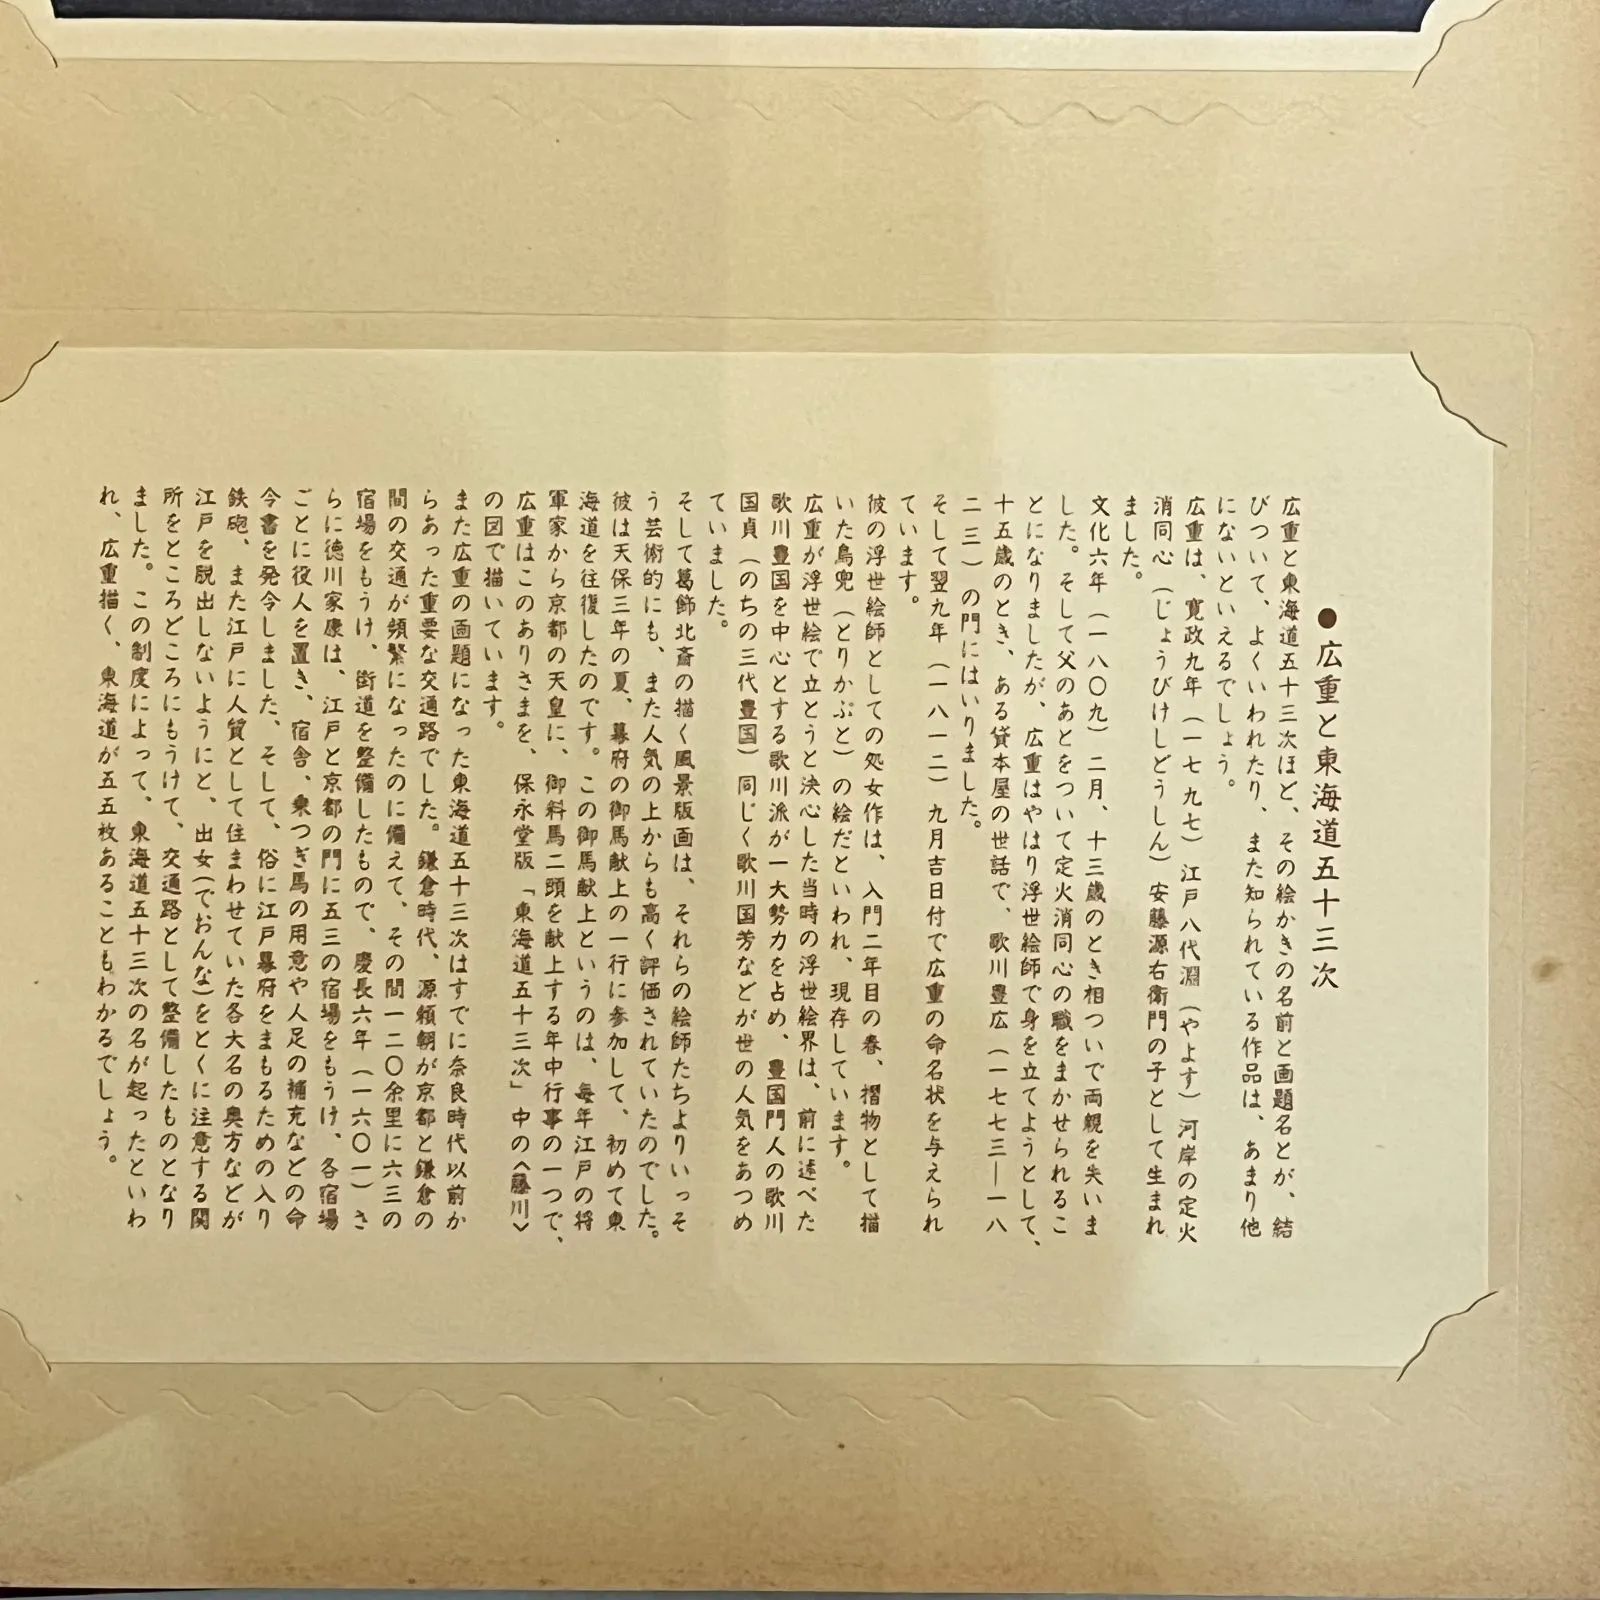 ●広重と東海道五十三次
広重と東海道五十三次ほど、その絵かきの名前と画題名とが、結
びついて、よくいわれたり、また知られている作品は、あまり他
にないといえるでしょう。
広重は、寛政九年（一七九七）江戸八代淵（やよす）河岸の定火
消同心（じょうびけしどうしん）安藤源右衛門の子として生まれ
ました。
文化六年（一八〇九）二月、十三歳のとき相ついで両親を失いま
した。そして父のあとをついて定火消同心の職をまかせられるこ
とになりましたが、広重はやはり浮世絵師で身を立てようとして、
十五歳のとき、ある貸本屋の世話で、歌川豊広（一七七三―一八
二三）の門にはいりました。
そして翌九年（一八一二）九月吉日付で広重の命名状を与えられ
ています。
彼の浮世絵師としての処女作は、入門二年目の春、摺物として描
いた鳥兜（とりかぶと）の絵だといわれ、現存しています。
広重が浮世絵で立とうと決心した当時の浮世絵界は、前に述べた
歌川豊国を中心とする歌川派が一大勢力を占め、豊国門人の歌川
国貞（のちの三代豊国）同じく歌川国芳などが世の人気をあつめ
ていました。
そして葛飾北斎の描く風景版画は、それらの絵師たちよりいっそ
う芸術的にも、また人気の上からも高く評価されていたのでした。
彼は天保三年の夏、幕府の御馬献上の一行に参加して、初めて東
海道を往復したのです。この御馬献上というのは、毎年江戸の将
軍家から京都の天皇に、御料馬二頭を献上する年中行事の一つで、
広重はこのありさまを、保永堂版「東海道五十三次」中の〈藤川〉
の図で描いています。
また広重の画題になった東海道五十三次はすでに奈良時代以前か
らあった重要な交通路でした。鎌倉時代、源頼朝が京都と鎌倉の
間の交通が頻繁になったのに備えて、その間一二〇余里に六三の
宿場をもうけ、街道を整備したもので、慶長六年（一六〇一）さ
らに徳川家康は、江戸と京都の門に五三の宿場をもうけ、各宿場
ごとに役人を置き、宿舎、乗つぎ馬の用意や人足の補充などの命
今書を発今しました、そして、俗に江戸幕府をまもるための入り
鉄砲、また江戸に人質として住まわせていた各大名の奥方などが
江戸を脱出しないようにと、出女(でおんな)をとくに注意する関
所をところどころにもうけて、交通路として整備したものとなり
ました。この制度によって、東海道五十三次の名が起ったといわ
れ、広重描く、東海道が五五枚あることもわかるでしょう。